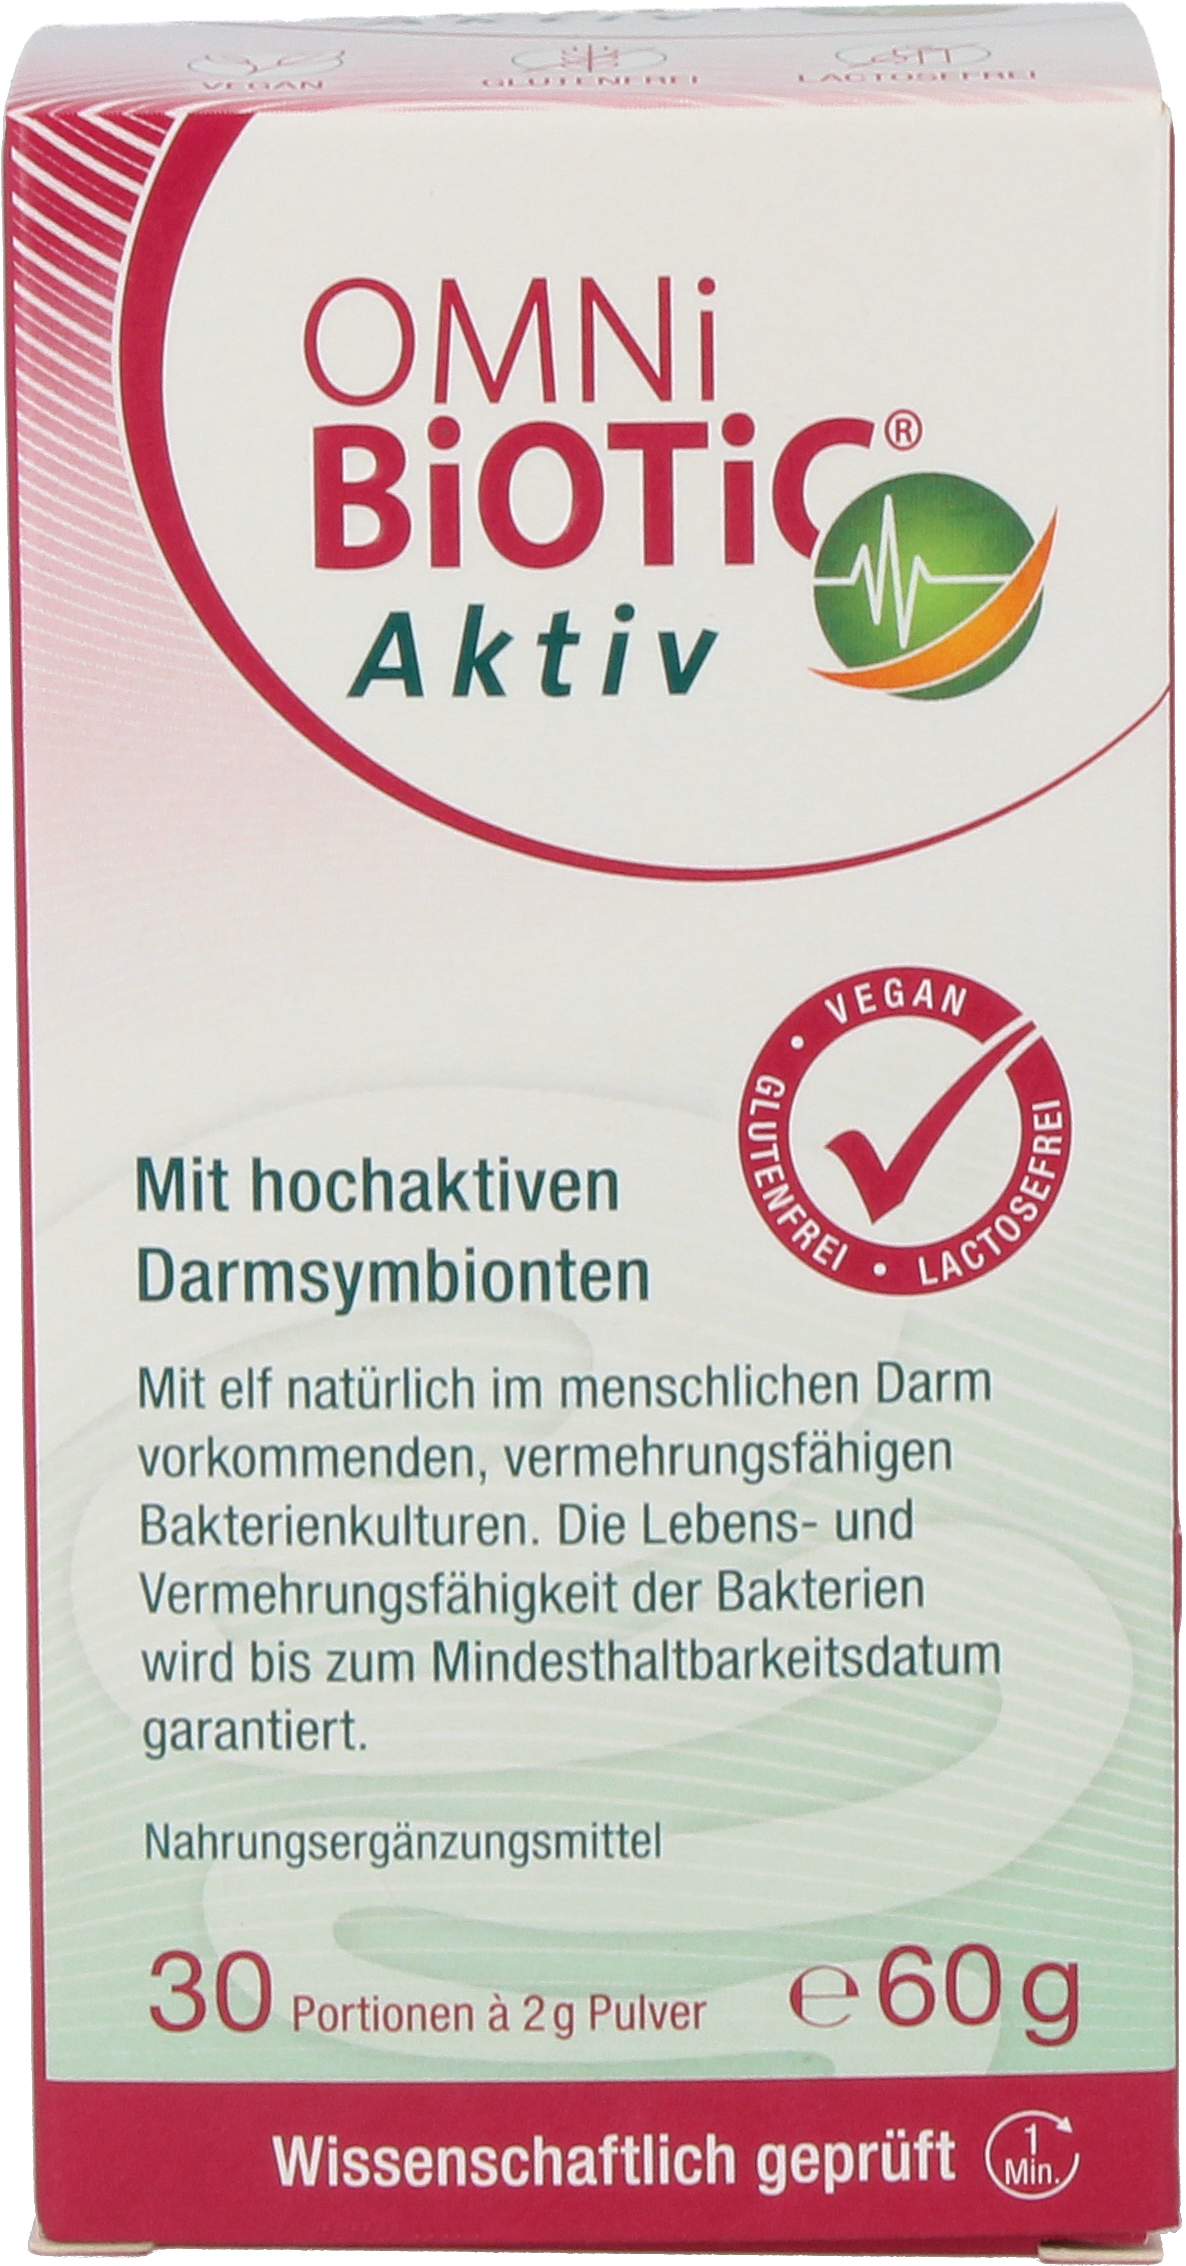 VEGAN GLUTENFREI LACTOSEFREI
OMNi
BiOTiC®
Aktiv
VEGAN • GLUTENFREI • LACTOSEFREI
Mit hochaktiven
Darmsymbionten
Mit elf natürlich im menschlichen Darm
vorkommenden, vermehrungsfähigen
Bakterienkulturen. Die Lebens- und
Vermehrungsfähigkeit der Bakterien
wird bis zum Mindesthaltbarkeitsdatum
garantiert.
Nahrungsergänzungsmittel
30 Portionen à 2 g Pulver ℮ 60 g
Wissenschaftlich geprüft 1
Min.